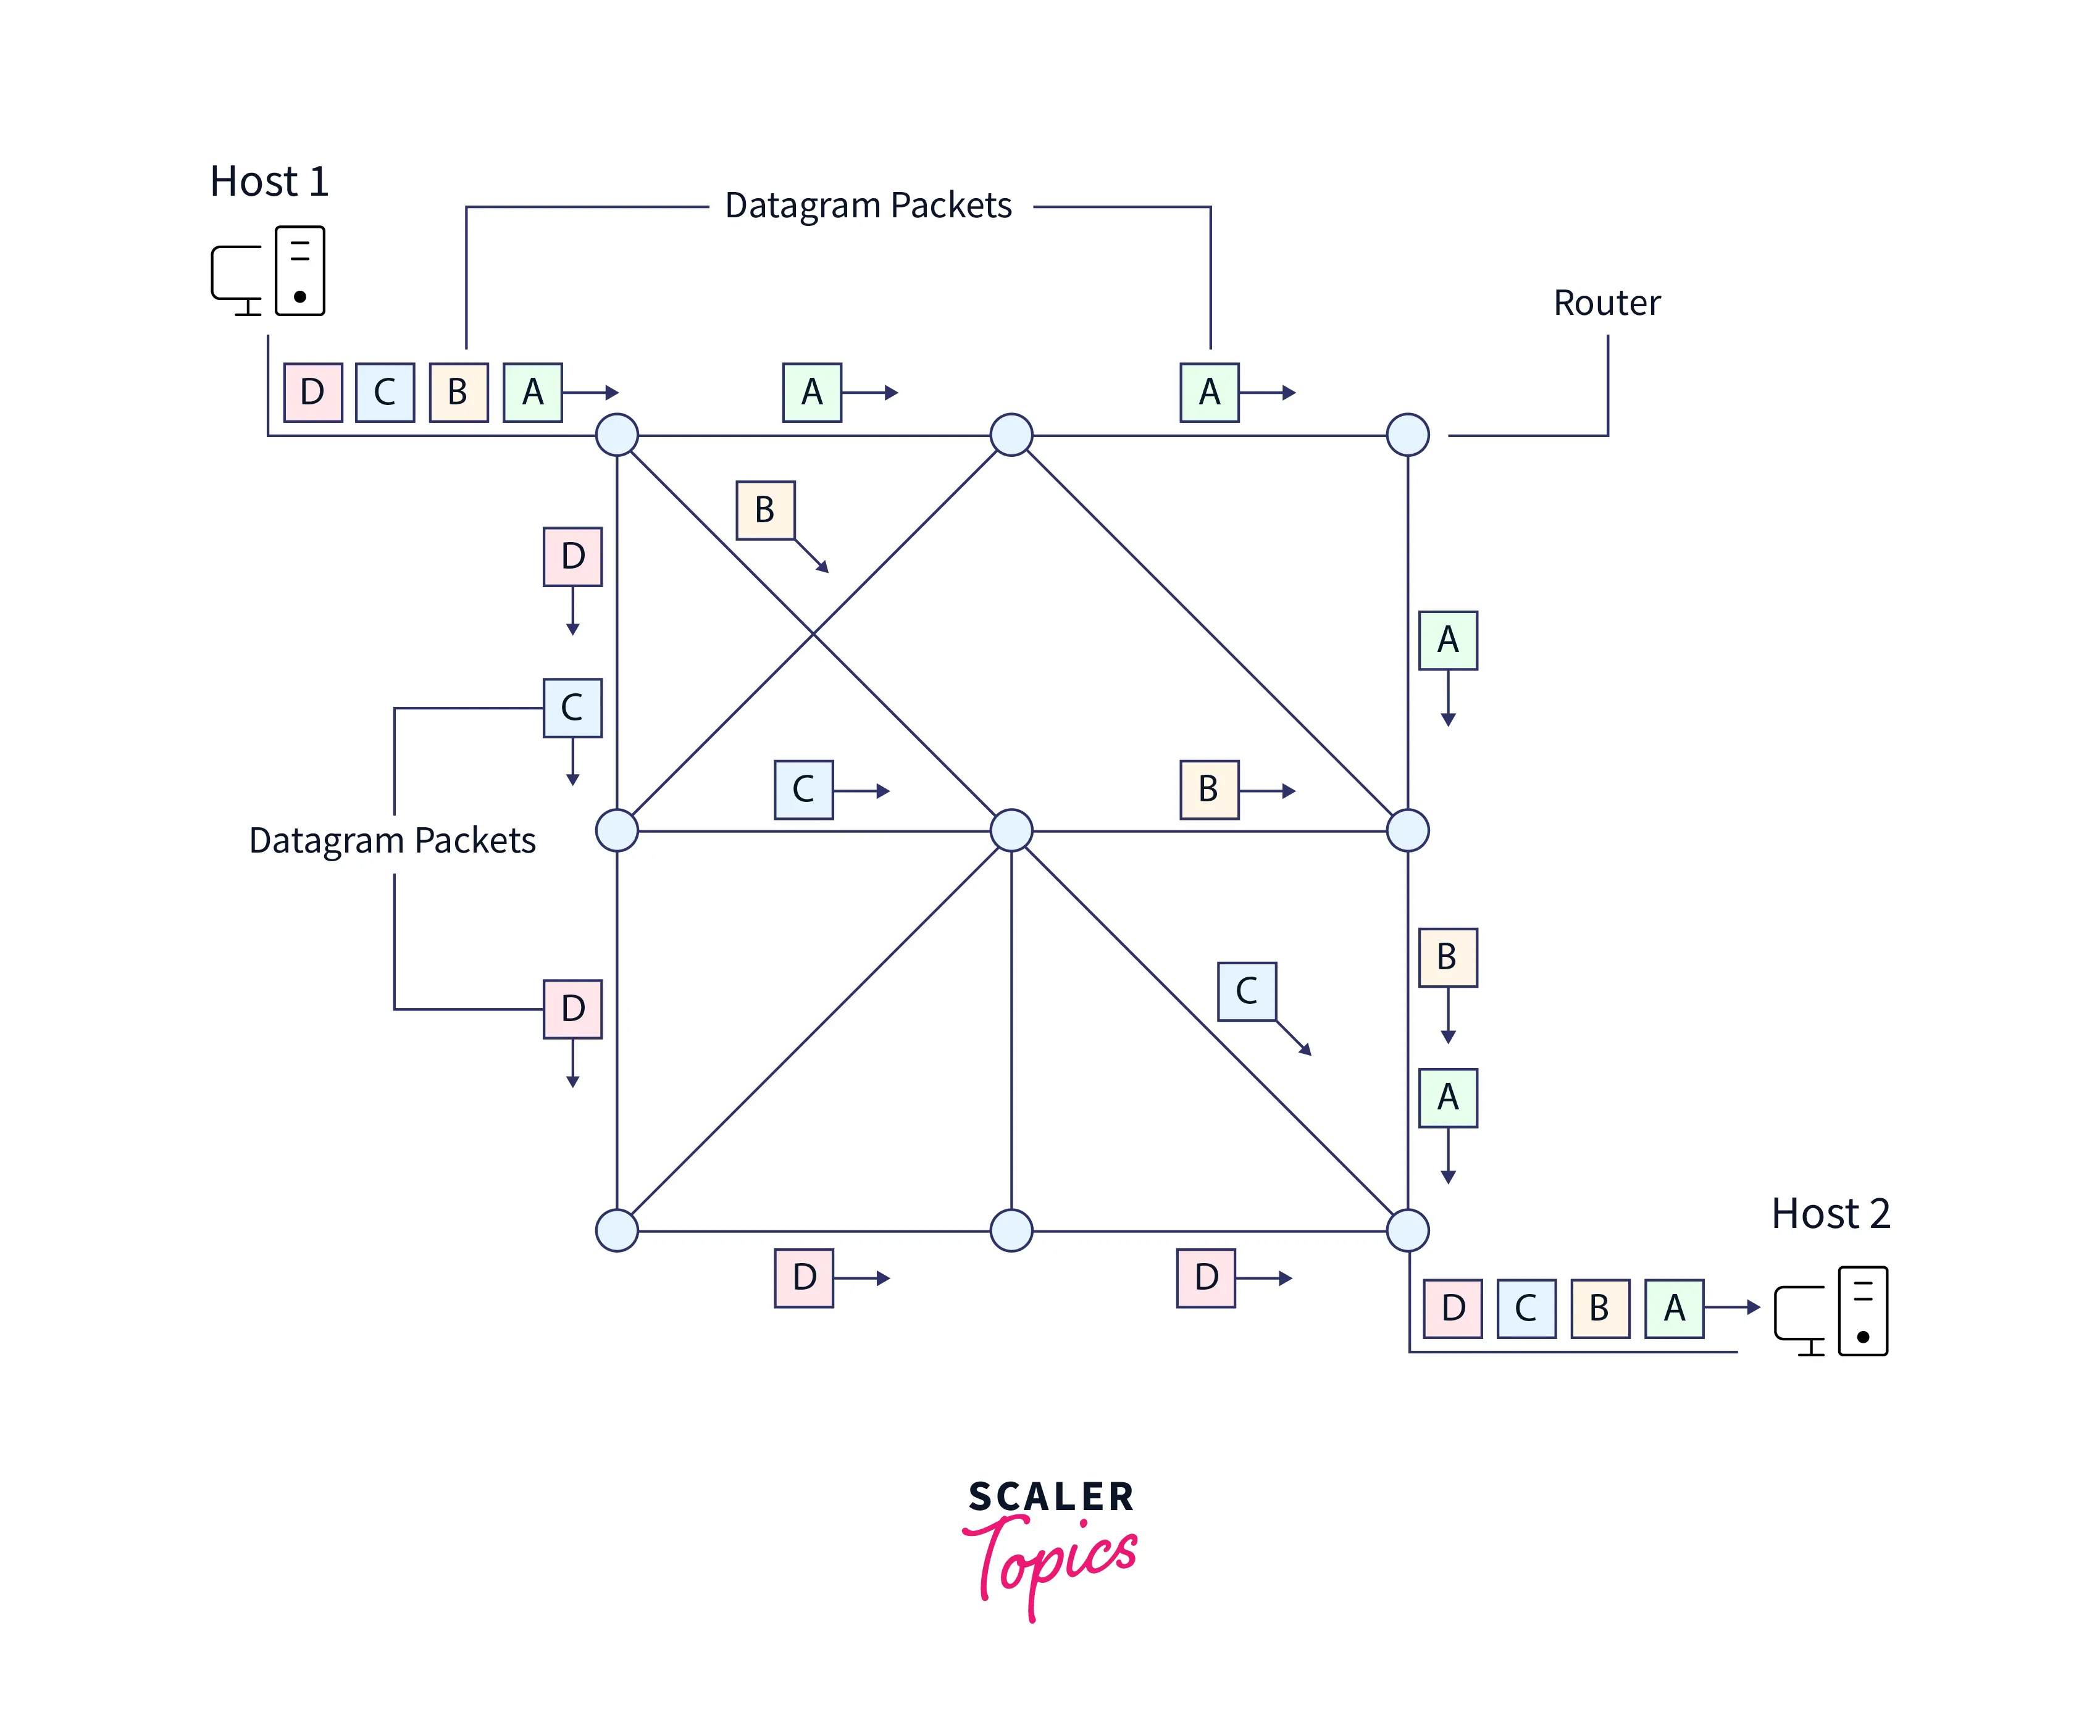 Host 1
Datagram Packets
Router
D C B A
A
A
B
D
A
C
C
B
Datagram Packets
B
C
D
A
Host 2
D
D
D C B A
SCALER
Topics